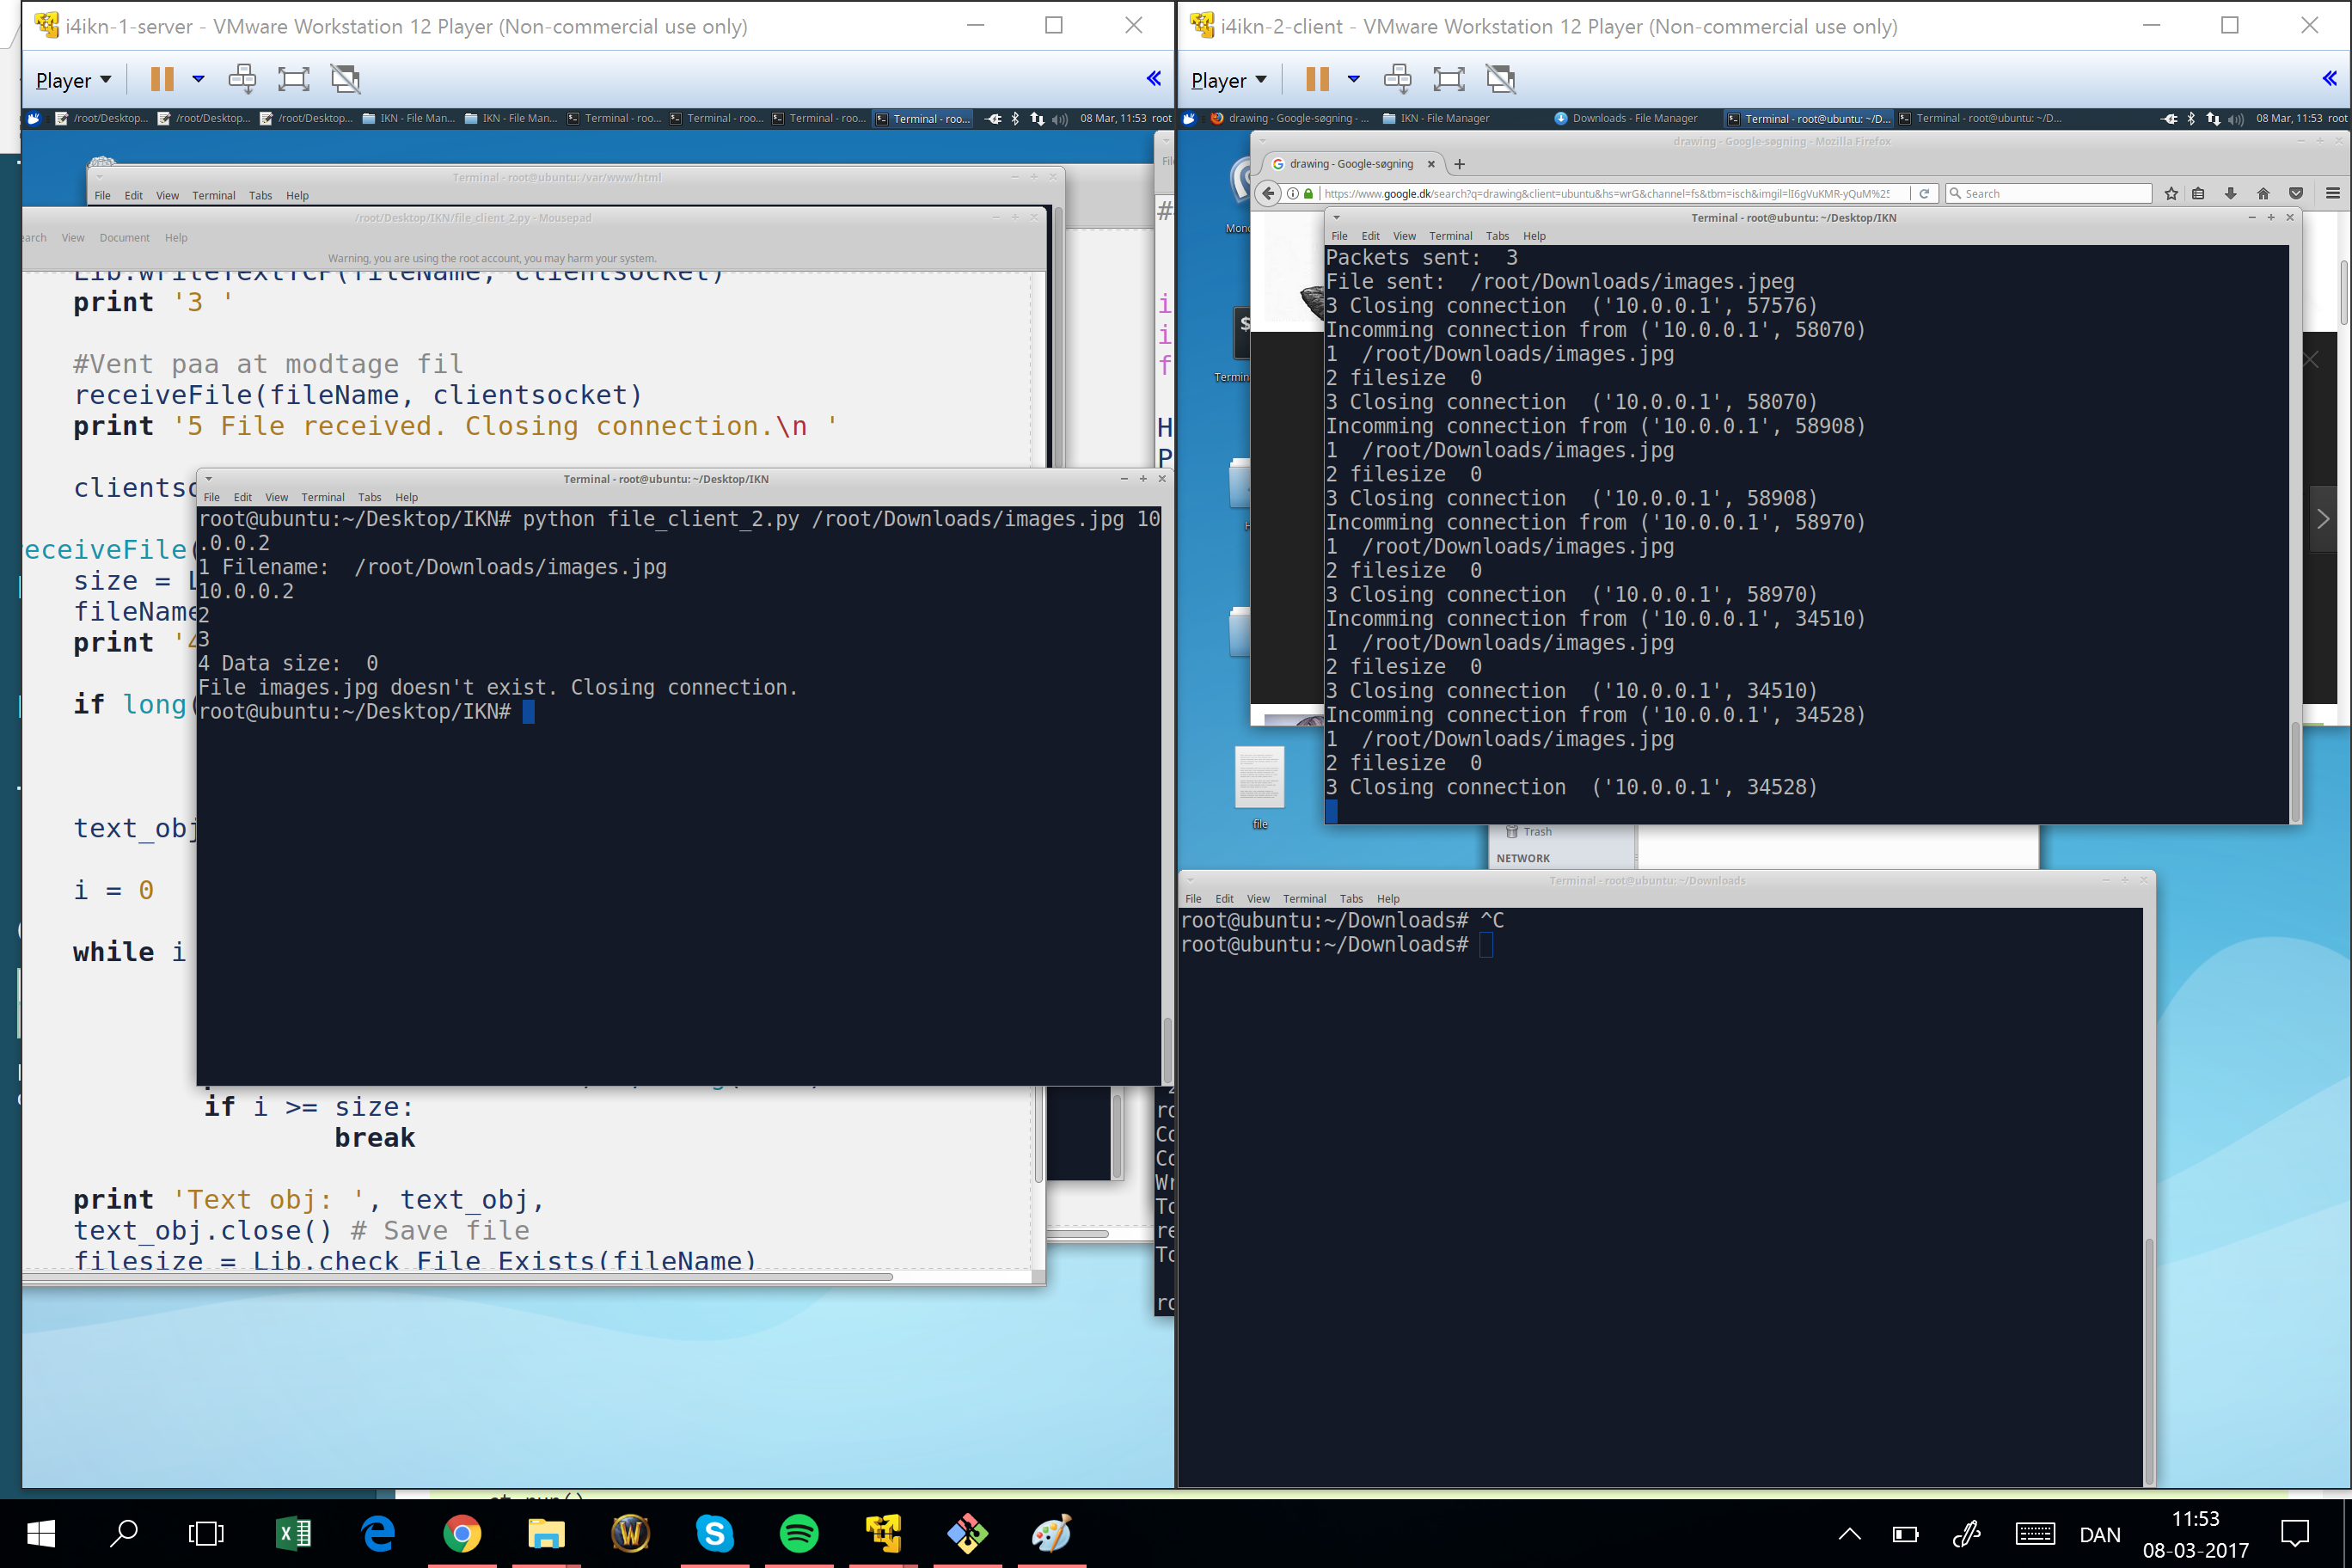 i4ikn-1-server - VMware Workstation 12 Player (Non-commercial use only)
Player
/root/Desktop... /root/Desktop... /root/Desktop... IKN - File Man... IKN - File Man... Terminal - roo... Terminal - roo... Terminal - roo... Terminal - roo... 08 Mar, 11:53 root
Terminal - root@ubuntu: /var/www/html
File Edit View Terminal Tabs Help
/root/Desktop/IKN/file_client_2.py - Mousepad
earch View Document Help
Warning, you are using the root account, you may harm your system.
Lib.writeTextTCP(fileName, clientsocket)
print '3 '
#Vent paa at modtage fil
receiveFile(fileName, clientsocket)
print '5 File received. Closing connection.\n '
clientso
eceiveFile(
size = L
fileName
print '4
if long(
text_obj
i = 0
while i
if i >= size:
break
print 'Text obj: ', text_obj,
text_obj.close() # Save file
filesize = Lib.check_File_Exists(fileName)
Terminal - root@ubuntu: ~/Desktop/IKN
File Edit View Terminal Tabs Help
root@ubuntu:~/Desktop/IKN# python file_client_2.py /root/Downloads/images.jpg 10
.0.0.2
1 Filename:  /root/Downloads/images.jpg
10.0.0.2
2
3
4 Data size:  0
File images.jpg doesn't exist. Closing connection.
root@ubuntu:~/Desktop/IKN#
Fil
#
i
i
f
H
P
ro
Co
Co
Wr
To
re
To
ro
i4ikn-2-client - VMware Workstation 12 Player (Non-commercial use only)
Player
drawing - Google-søgning - ... IKN - File Manager Downloads - File Manager Terminal - root@ubuntu: ~/D... Terminal - root@ubuntu: ~/D... 08 Mar, 11:53 root
drawing - Google-søgning - Mozilla Firefox
drawing - Google-søgning
https://www.google.dk/search?q=drawing&client=ubuntu&hs=wrG&channel=fs&tbm=isch&imgil=lI6gVuKMR-yQuM%25
Search
Mono
Termin
H
file
Terminal - root@ubuntu: ~/Desktop/IKN
File Edit View Terminal Tabs Help
Packets sent:  3
File sent:  /root/Downloads/images.jpeg
3 Closing connection  ('10.0.0.1', 57576)
Incomming connection from ('10.0.0.1', 58070)
1  /root/Downloads/images.jpg
2 filesize  0
3 Closing connection  ('10.0.0.1', 58070)
Incomming connection from ('10.0.0.1', 58908)
1  /root/Downloads/images.jpg
2 filesize  0
3 Closing connection  ('10.0.0.1', 58908)
Incomming connection from ('10.0.0.1', 58970)
1  /root/Downloads/images.jpg
2 filesize  0
3 Closing connection  ('10.0.0.1', 58970)
Incomming connection from ('10.0.0.1', 34510)
1  /root/Downloads/images.jpg
2 filesize  0
3 Closing connection  ('10.0.0.1', 34510)
Incomming connection from ('10.0.0.1', 34528)
1  /root/Downloads/images.jpg
2 filesize  0
3 Closing connection  ('10.0.0.1', 34528)
Trash
NETWORK
Terminal - root@ubuntu: ~/Downloads
File Edit View Terminal Tabs Help
root@ubuntu:~/Downloads# ^C
root@ubuntu:~/Downloads#
DAN
11:53
08-03-2017